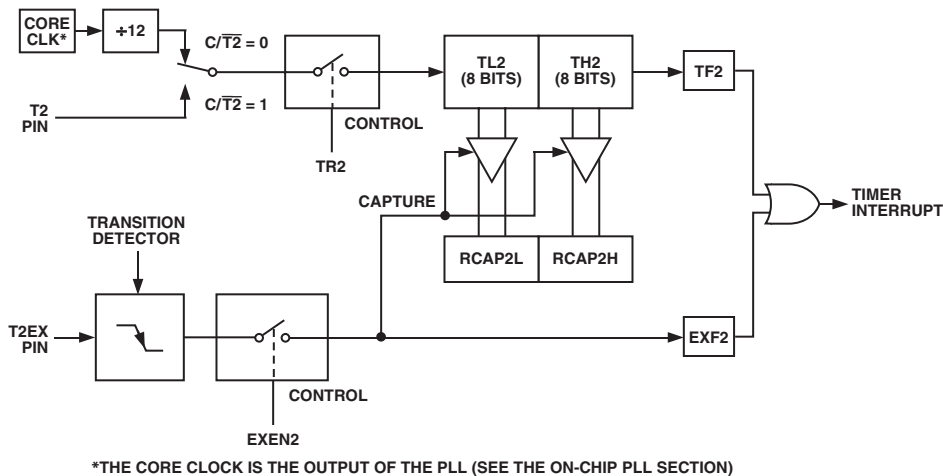 CORE
CLK*
÷12
C/T2 = 0
C/T2 = 1
T2
PIN
CONTROL
TR2
TL2
(8 BITS)
TH2
(8 BITS)
TF2
CAPTURE
TIMER
INTERRUPT
TRANSITION
DETECTOR
RCAP2L
RCAP2H
T2EX
PIN
EXF2
CONTROL
EXEN2
*THE CORE CLOCK IS THE OUTPUT OF THE PLL (SEE THE ON-CHIP PLL SECTION)